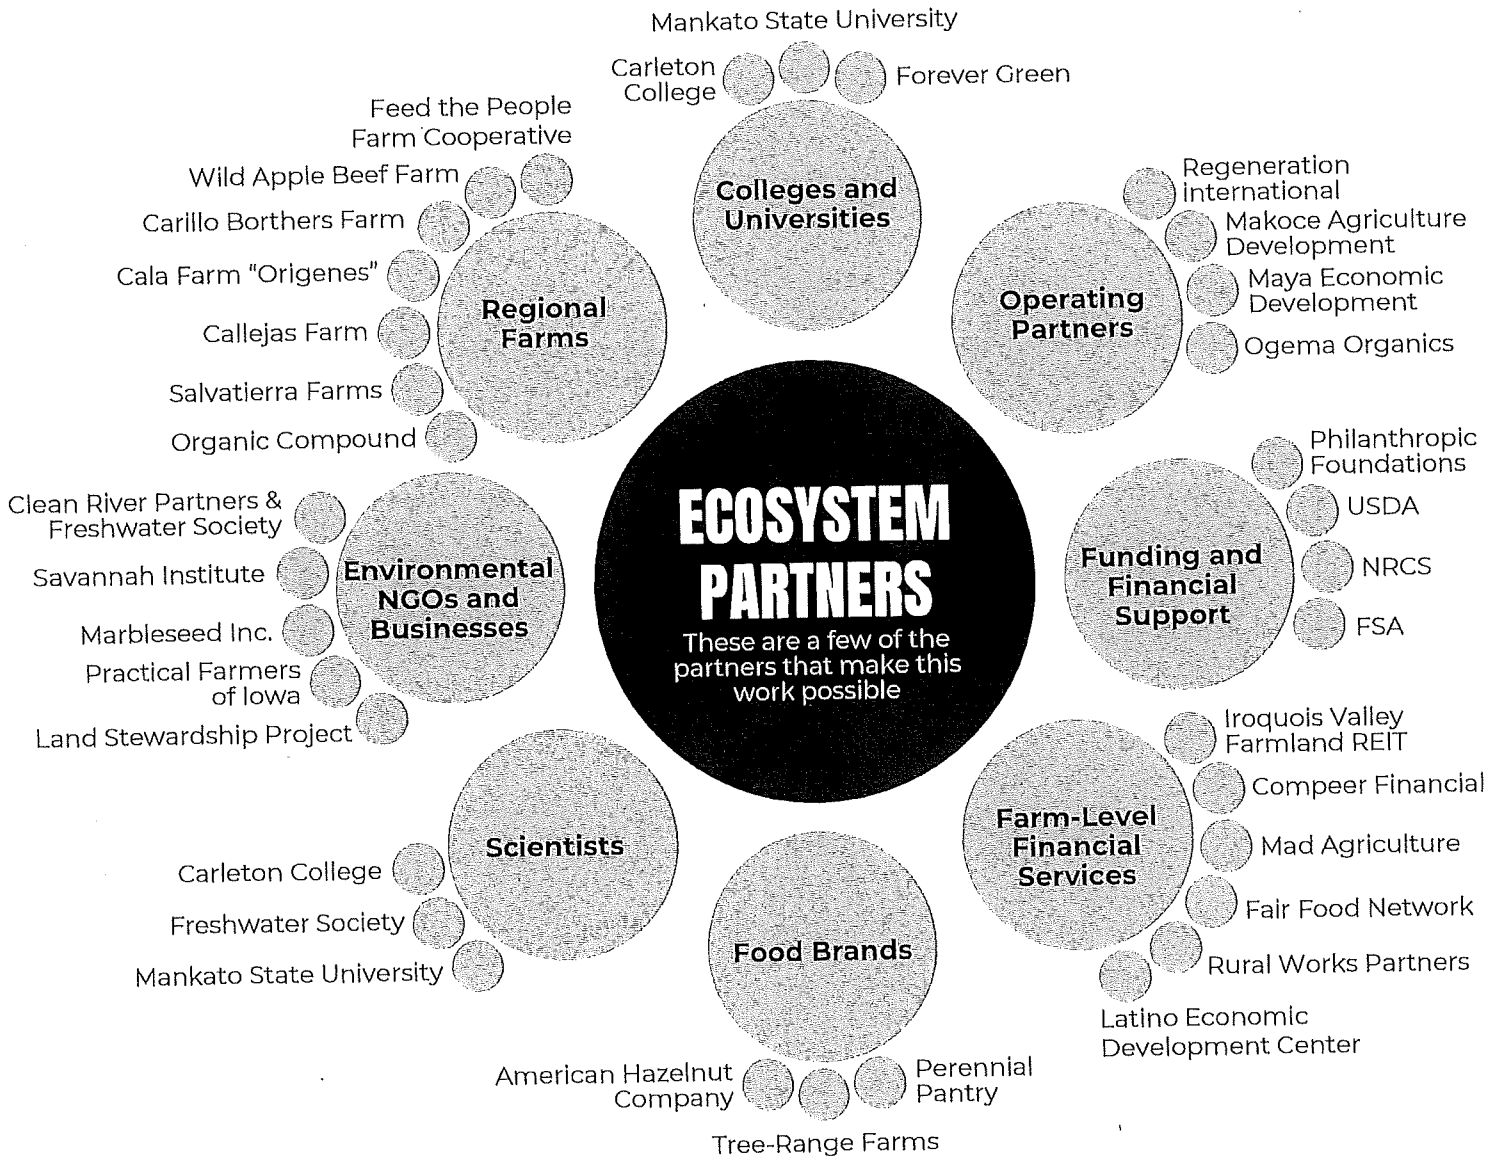 Mankato State University
Carleton
College
Forever Green
Colleges and
Universities
Feed the People
Farm Cooperative
Wild Apple Beef Farm
Carillo Borthers Farm
Cala Farm "Origenes"
Callejas Farm
Salvatierra Farms
Organic Compound
Regional
Farms
Regeneration
international
Makoce Agriculture
Development
Maya Economic
Development
Ogema Organics
Operating
Partners
ECOSYSTEM
PARTNERS
These are a few of the
partners that make this
work possible
Philanthropic
Foundations
USDA
NRCS
FSA
Funding and
Financial
Support
Clean River Partners &
Freshwater Society
Savannah Institute
Marbleseed Inc.
Practical Farmers
of Iowa
Land Stewardship Project
Environmental
NGOs and
Businesses
Iroquois Valley
Farmland REIT
Compeer Financial
Mad Agriculture
Fair Food Network
Rural Works Partners
Latino Economic
Development Center
Farm-Level
Financial
Services
Scientists
Carleton College
Freshwater Society
Mankato State University
Food Brands
American Hazelnut
Company
Perennial
Pantry
Tree-Range Farms